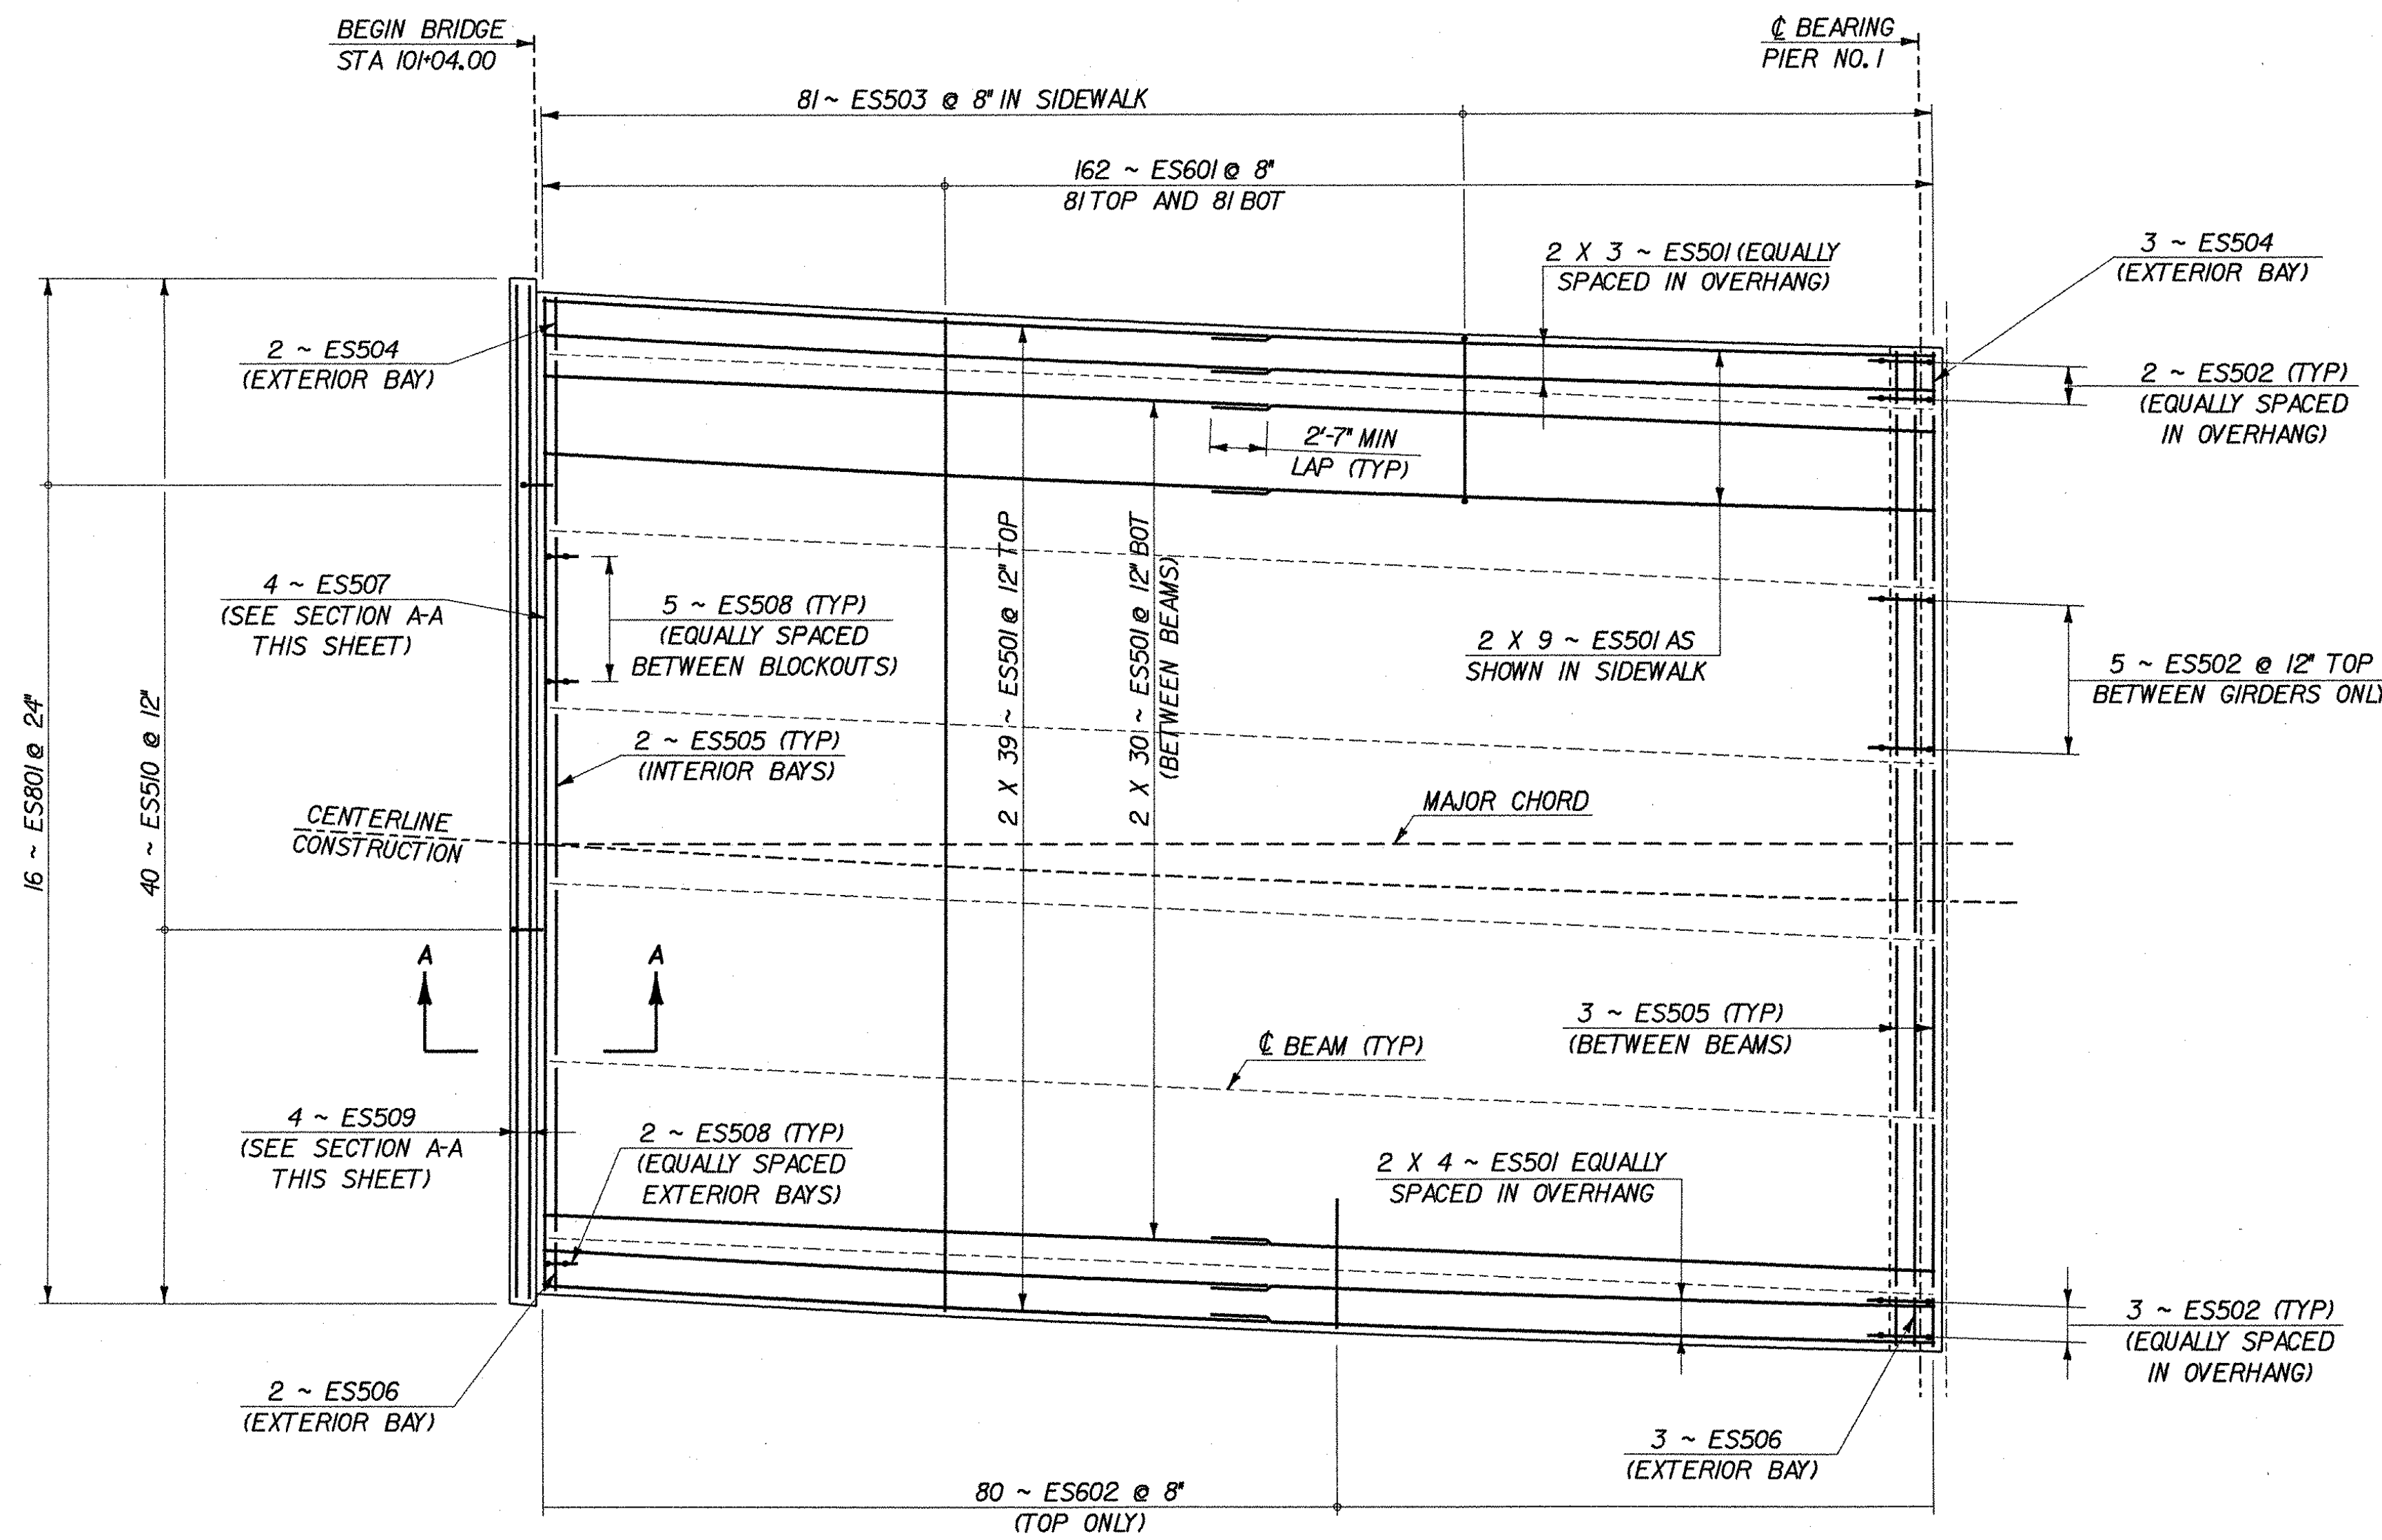 BEGIN BRIDGE
STA 101+04.00
℄ BEARING
PIER NO. 1
81 ~ ES503 @ 8" IN SIDEWALK
162 ~ ES601 @ 8"
81 TOP AND 81 BOT
2 X 3 ~ ES501 (EQUALLY
SPACED IN OVERHANG)
3 ~ ES504
(EXTERIOR BAY)
2 ~ ES504
(EXTERIOR BAY)
2 ~ ES502 (TYP)
(EQUALLY SPACED
IN OVERHANG)
2'-7" MIN
LAP (TYP)
16 ~ ES801 @ 24"
40 ~ ES510 @ 12"
4 ~ ES507
(SEE SECTION A-A
THIS SHEET)
5 ~ ES508 (TYP)
(EQUALLY SPACED
BETWEEN BLOCKOUTS)
2 X 39 ~ ES501 @ 12" TOP
2 X 30 ~ ES501 @ 12" BOT
(BETWEEN BEAMS)
2 X 9 ~ ES501 AS
SHOWN IN SIDEWALK
5 ~ ES502 @ 12" TOP
BETWEEN GIRDERS ONLY
2 ~ ES505 (TYP)
(INTERIOR BAYS)
MAJOR CHORD
CENTERLINE
CONSTRUCTION
A A
3 ~ ES505 (TYP)
(BETWEEN BEAMS)
℄ BEAM (TYP)
4 ~ ES509
(SEE SECTION A-A
THIS SHEET)
2 ~ ES508 (TYP)
(EQUALLY SPACED
EXTERIOR BAYS)
2 X 4 ~ ES501 EQUALLY
SPACED IN OVERHANG
3 ~ ES502 (TYP)
(EQUALLY SPACED
IN OVERHANG)
2 ~ ES506
(EXTERIOR BAY)
3 ~ ES506
(EXTERIOR BAY)
80 ~ ES602 @ 8"
(TOP ONLY)